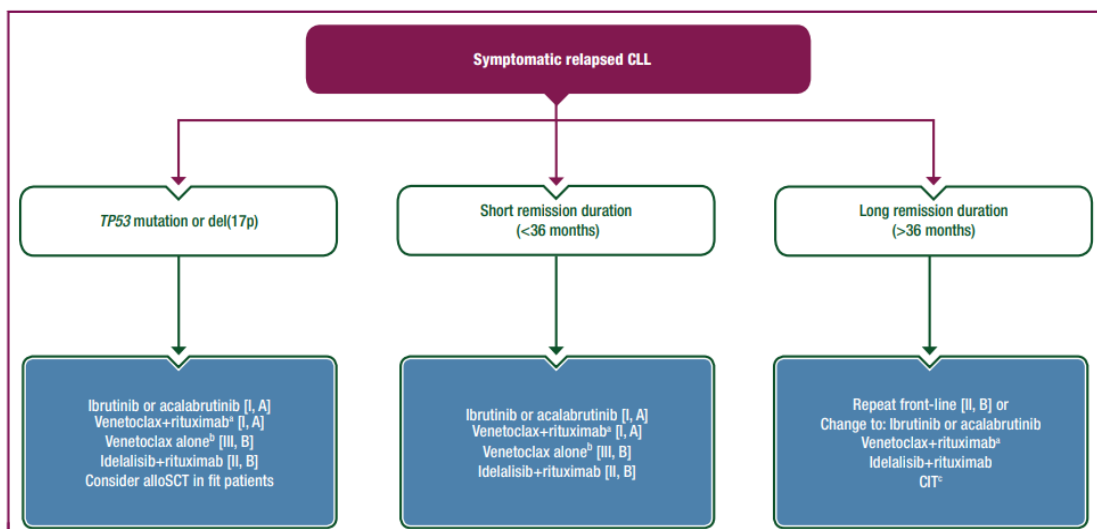 Symptomatic relapsed CLL
TP53 mutation or del(17p)
Short remission duration
(<36 months)
Long remission duration
(>36 months)
Ibrutinib or acalabrutinib [I, A]
Venetoclax+rituximabᵃ [I, A]
Venetoclax aloneᵇ [III, B]
Idelalisib+rituximab [II, B]
Consider alloSCT in fit patients
Ibrutinib or acalabrutinib [I, A]
Venetoclax+rituximabᵃ [I, A]
Venetoclax aloneᵇ [III, B]
Idelalisib+rituximab [II, B]
Repeat front-line [II, B] or
Change to: Ibrutinib or acalabrutinib
Venetoclax+rituximabᵃ
Idelalisib+rituximab
CITᶜ